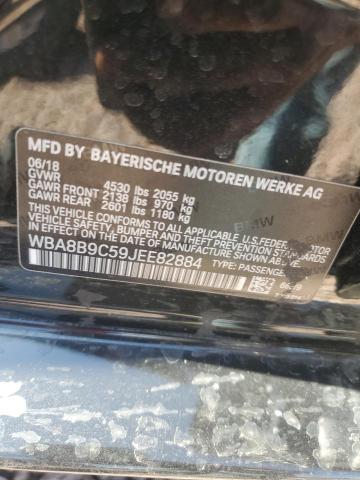 MFD BY BAYERISCHE MOTOREN WERKE AG
06/18
GVWR 4530 lbs 2055 kg
GAWR FRONT 2138 lbs 970 kg
GAWR REAR 2601 lbs 1180 kg
THIS VEHICLE CONFORMS TO ALL APPLICABLE FEDERAL MOTOR
VEHICLE SAFETY, BUMPER AND THEFT PREVENTION STANDARDS
IN EFFECT ON THE DATE OF MANUFACTURE SHOWN ABOVE.
WBA8B9C59JEE82884 TYPE: PASSENGER